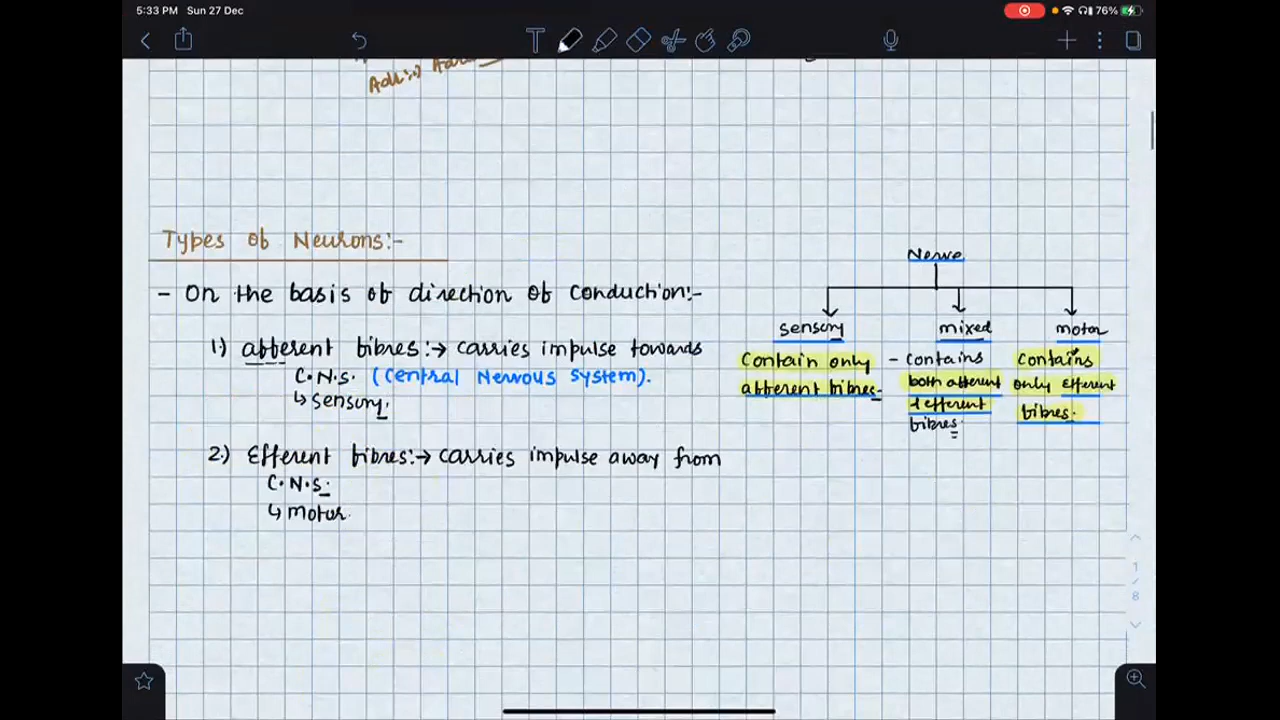 5:33 PM Sun 27 Dec
76%
Types of Neurons:-
- On the basis of direction of conduction:-
1) afferent fibres:→ carries impulse towards
C.N.S. (Central Nervous System).
↳ sensory.
2.) Efferent fibres:→ carries impulse away from
C.N.S.
↳ motor.
Nerve
sensory
Contain only
afferent fibres.
mixed
- contains
both afferent
& efferent
fibres.
motor
Contains
only Efferent
fibres.
1
/
8